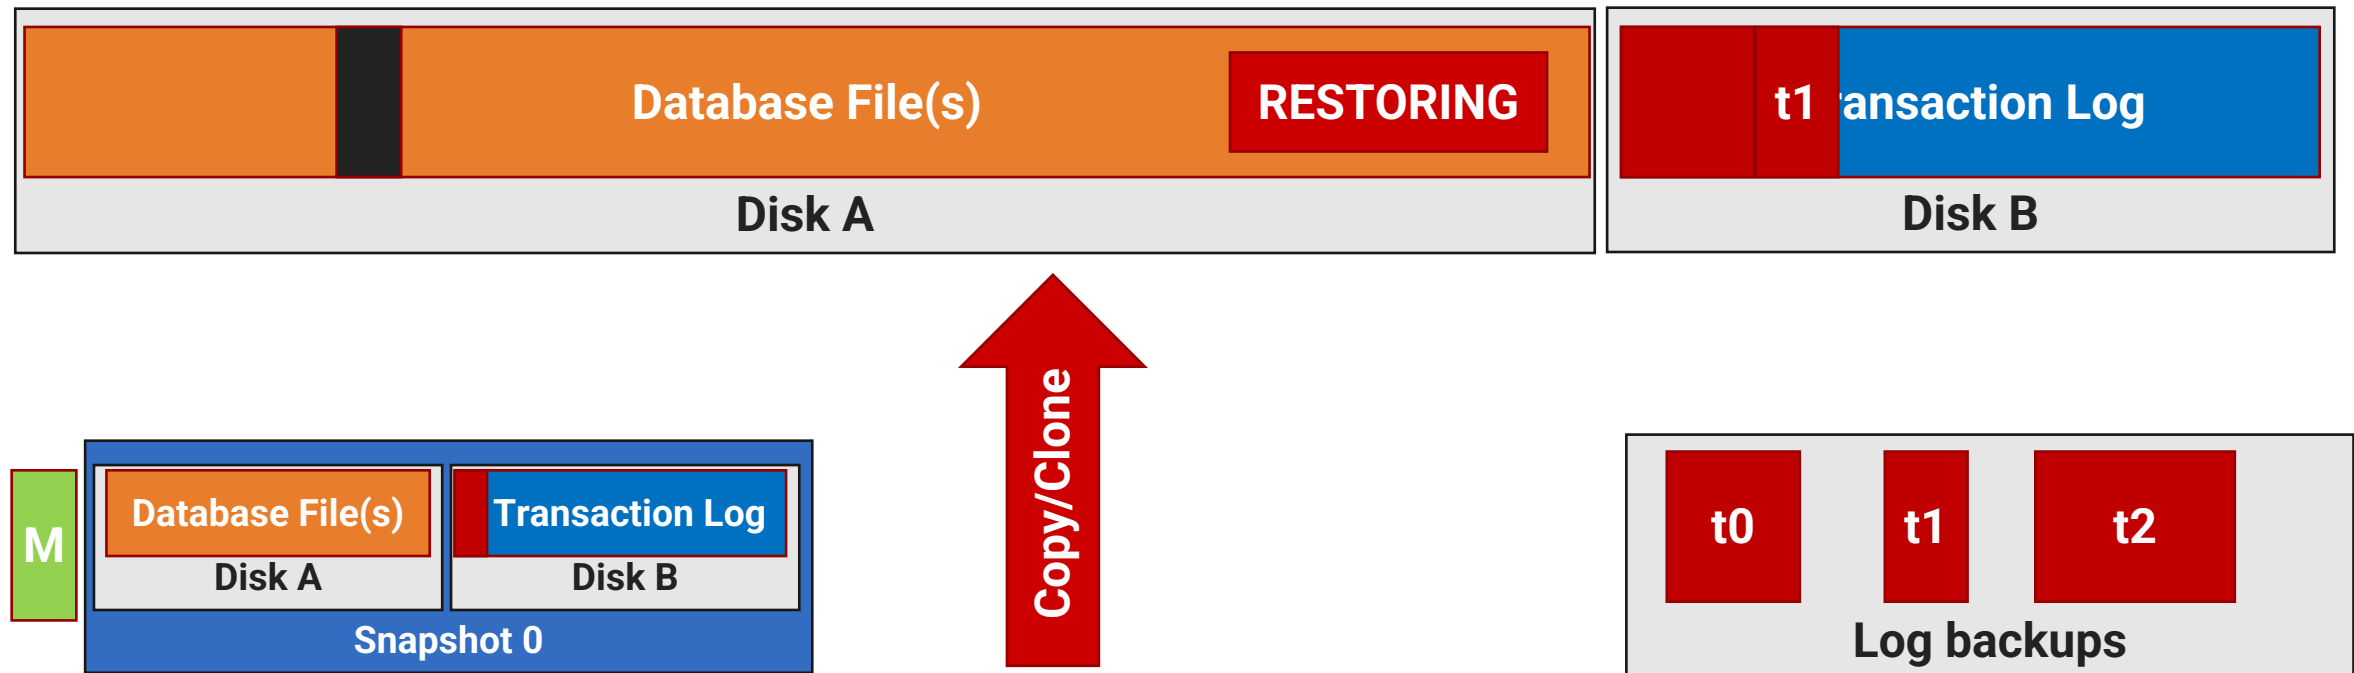 Database File(s)
RESTORING
t1
ansaction Log
Disk A
Disk B
Copy/Clone
M
Database File(s)
Transaction Log
Disk A
Disk B
Snapshot 0
t0
t1
t2
Log backups